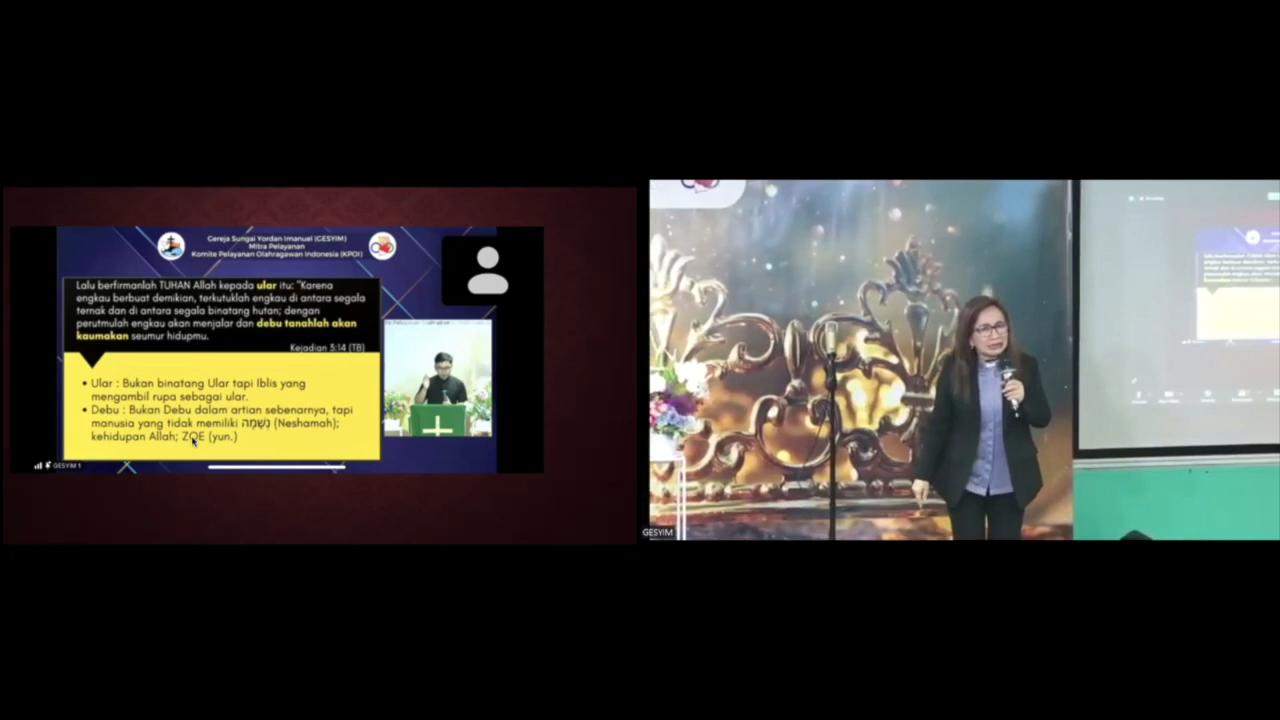 Gereja Sungai Yordan Imanuel (GESYIM)
Mitra Pelayanan
Komite Pelayanan Olahragawan Indonesia (KPOI)
Lalu berfirmanlah TUHAN Allah kepada ular itu: "Karena
engkau berbuat demikian, terkutuklah engkau di antara segala
ternak dan di antara segala binatang hutan; dengan
perutmulah engkau akan menjalar dan debu tanahlah akan
kaumakan seumur hidupmu.
Kejadian 3:14 (TB)
• Ular : Bukan binatang Ular tapi Iblis yang
mengambil rupa sebagai ular.
• Debu : Bukan Debu dalam artian sebenarnya, tapi
manusia yang tidak memiliki נְשָׁמָה (Neshamah);
kehidupan Allah; ZOE (yun.)
GESYIM 1
GESYIM